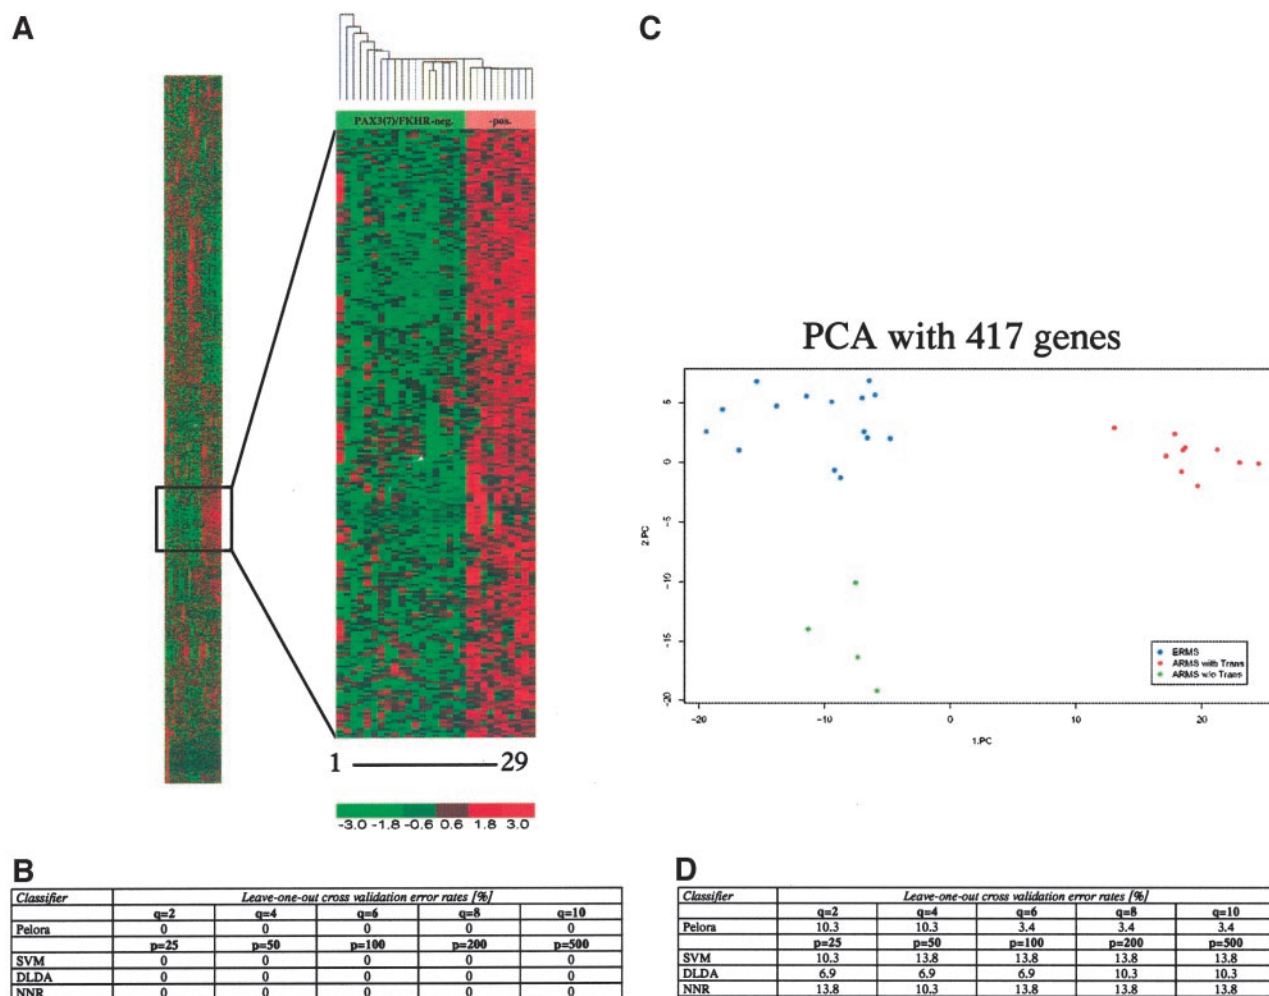 A
C
PAX3(7)/FKHR-neg. -pos.
1 29
-3.0 -1.8 -0.6 0.6 1.8 3.0
PCA with 417 genes
2.PC
5
0
-5
-10
-15
-20
-20 -10 0 10 20
1.PC
ERMS
ARMS with Trans
ARMS w/o Trans
B
Classifier Leave-one-out cross validation error rates [%]
q=2 q=4 q=6 q=8 q=10
Pelora 0 0 0 0 0
p=25 p=50 p=100 p=200 p=500
SVM 0 0 0 0 0
DLDA 0 0 0 0 0
NNR 0 0 0 0 0
D
Classifier Leave-one-out cross validation error rates [%]
q=2 q=4 q=6 q=8 q=10
Pelora 10.3 10.3 3.4 3.4 3.4
p=25 p=50 p=100 p=200 p=500
SVM 10.3 13.8 13.8 13.8 13.8
DLDA 6.9 6.9 6.9 10.3 10.3
NNR 13.8 10.3 13.8 13.8 13.8